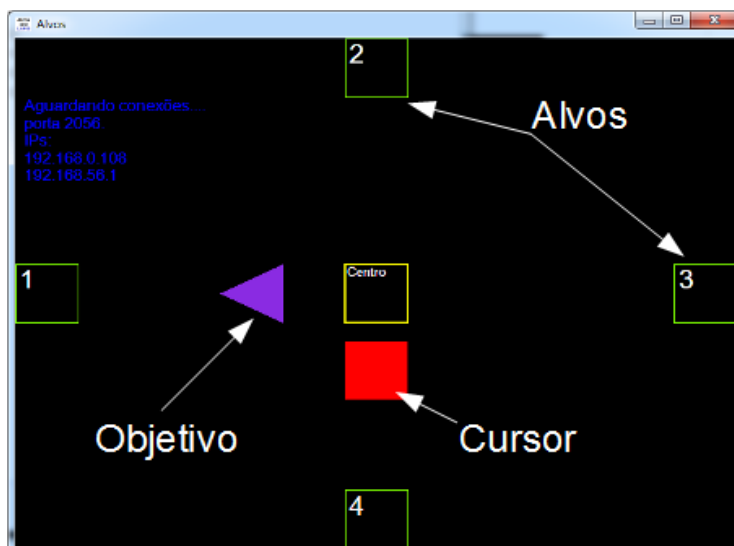 Alvos
2
Aguardando conexões....
porta 2056
IPs:
192.168.0.108
192.168.56.1
Alvos
1
Centro
3
Objetivo
Cursor
4